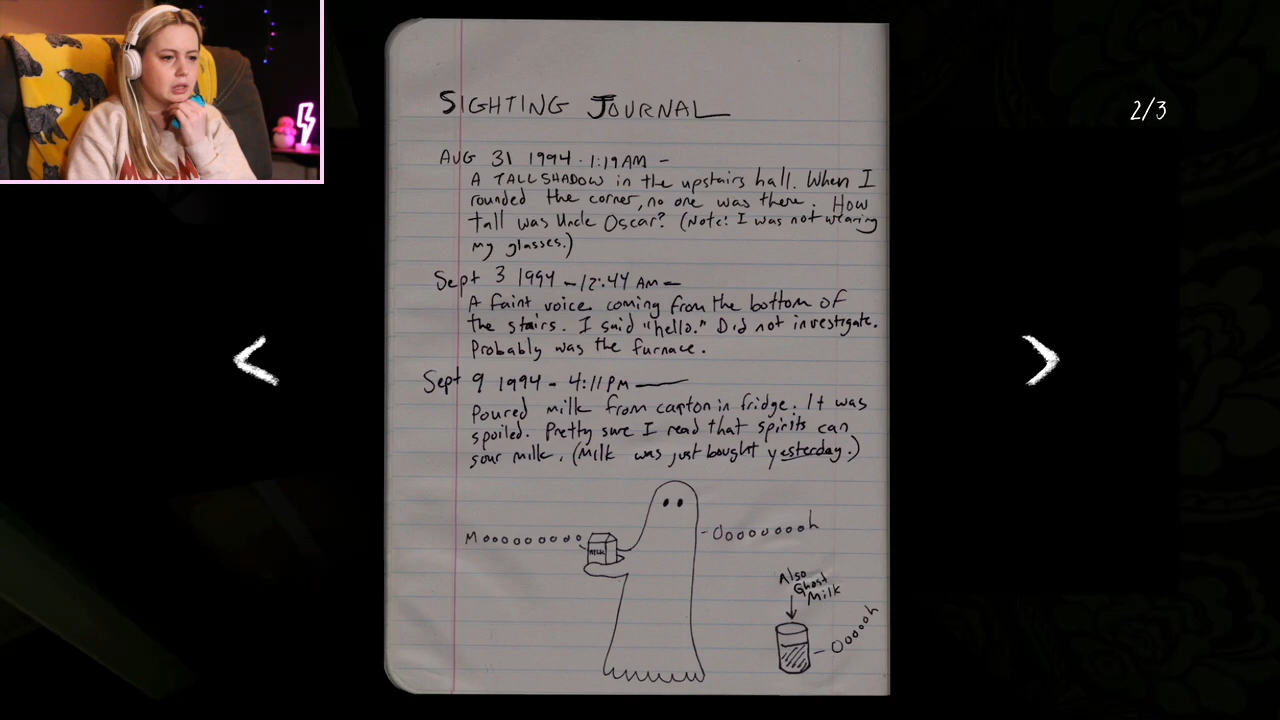 SIGHTING JOURNAL
2/3
AUG 31 1994 - 1:19 AM -
A TALL SHADOW in the upstairs hall. When I
rounded the corner, no one was there. How
tall was Uncle Oscar? (Note: I was not wearing
my glasses.)
Sept 3 1994 - 12:44 AM -
A faint voice coming from the bottom of
the stairs. I said "hello." Did not investigate.
Probably was the furnace.
Sept 9 1994 - 4:11 PM -
Poured milk from carton in fridge. It was
spoiled. Pretty sure I read that spirits can
sour milk. (Milk was just bought yesterday.)
Mooooooooo
MILK
- Ooooooooh
Also
Ghost
Milk
- Oooooh